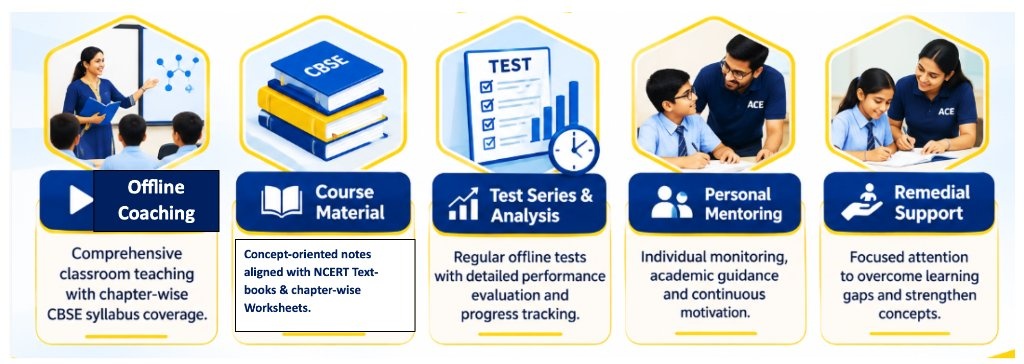 CBSE
TEST
ACE
ACE
Offline
Coaching
Comprehensive
classroom teaching
with chapter-wise
CBSE syllabus coverage.
Course
Material
Concept-oriented notes
aligned with NCERT Text-
books & chapter-wise
Worksheets.
Test Series &
Analysis
Regular offline tests
with detailed performance
evaluation and
progress tracking.
Personal
Mentoring
Individual monitoring,
academic guidance
and continuous
motivation.
Remedial
Support
Focused attention
to overcome learning
gaps and strengthen
concepts.